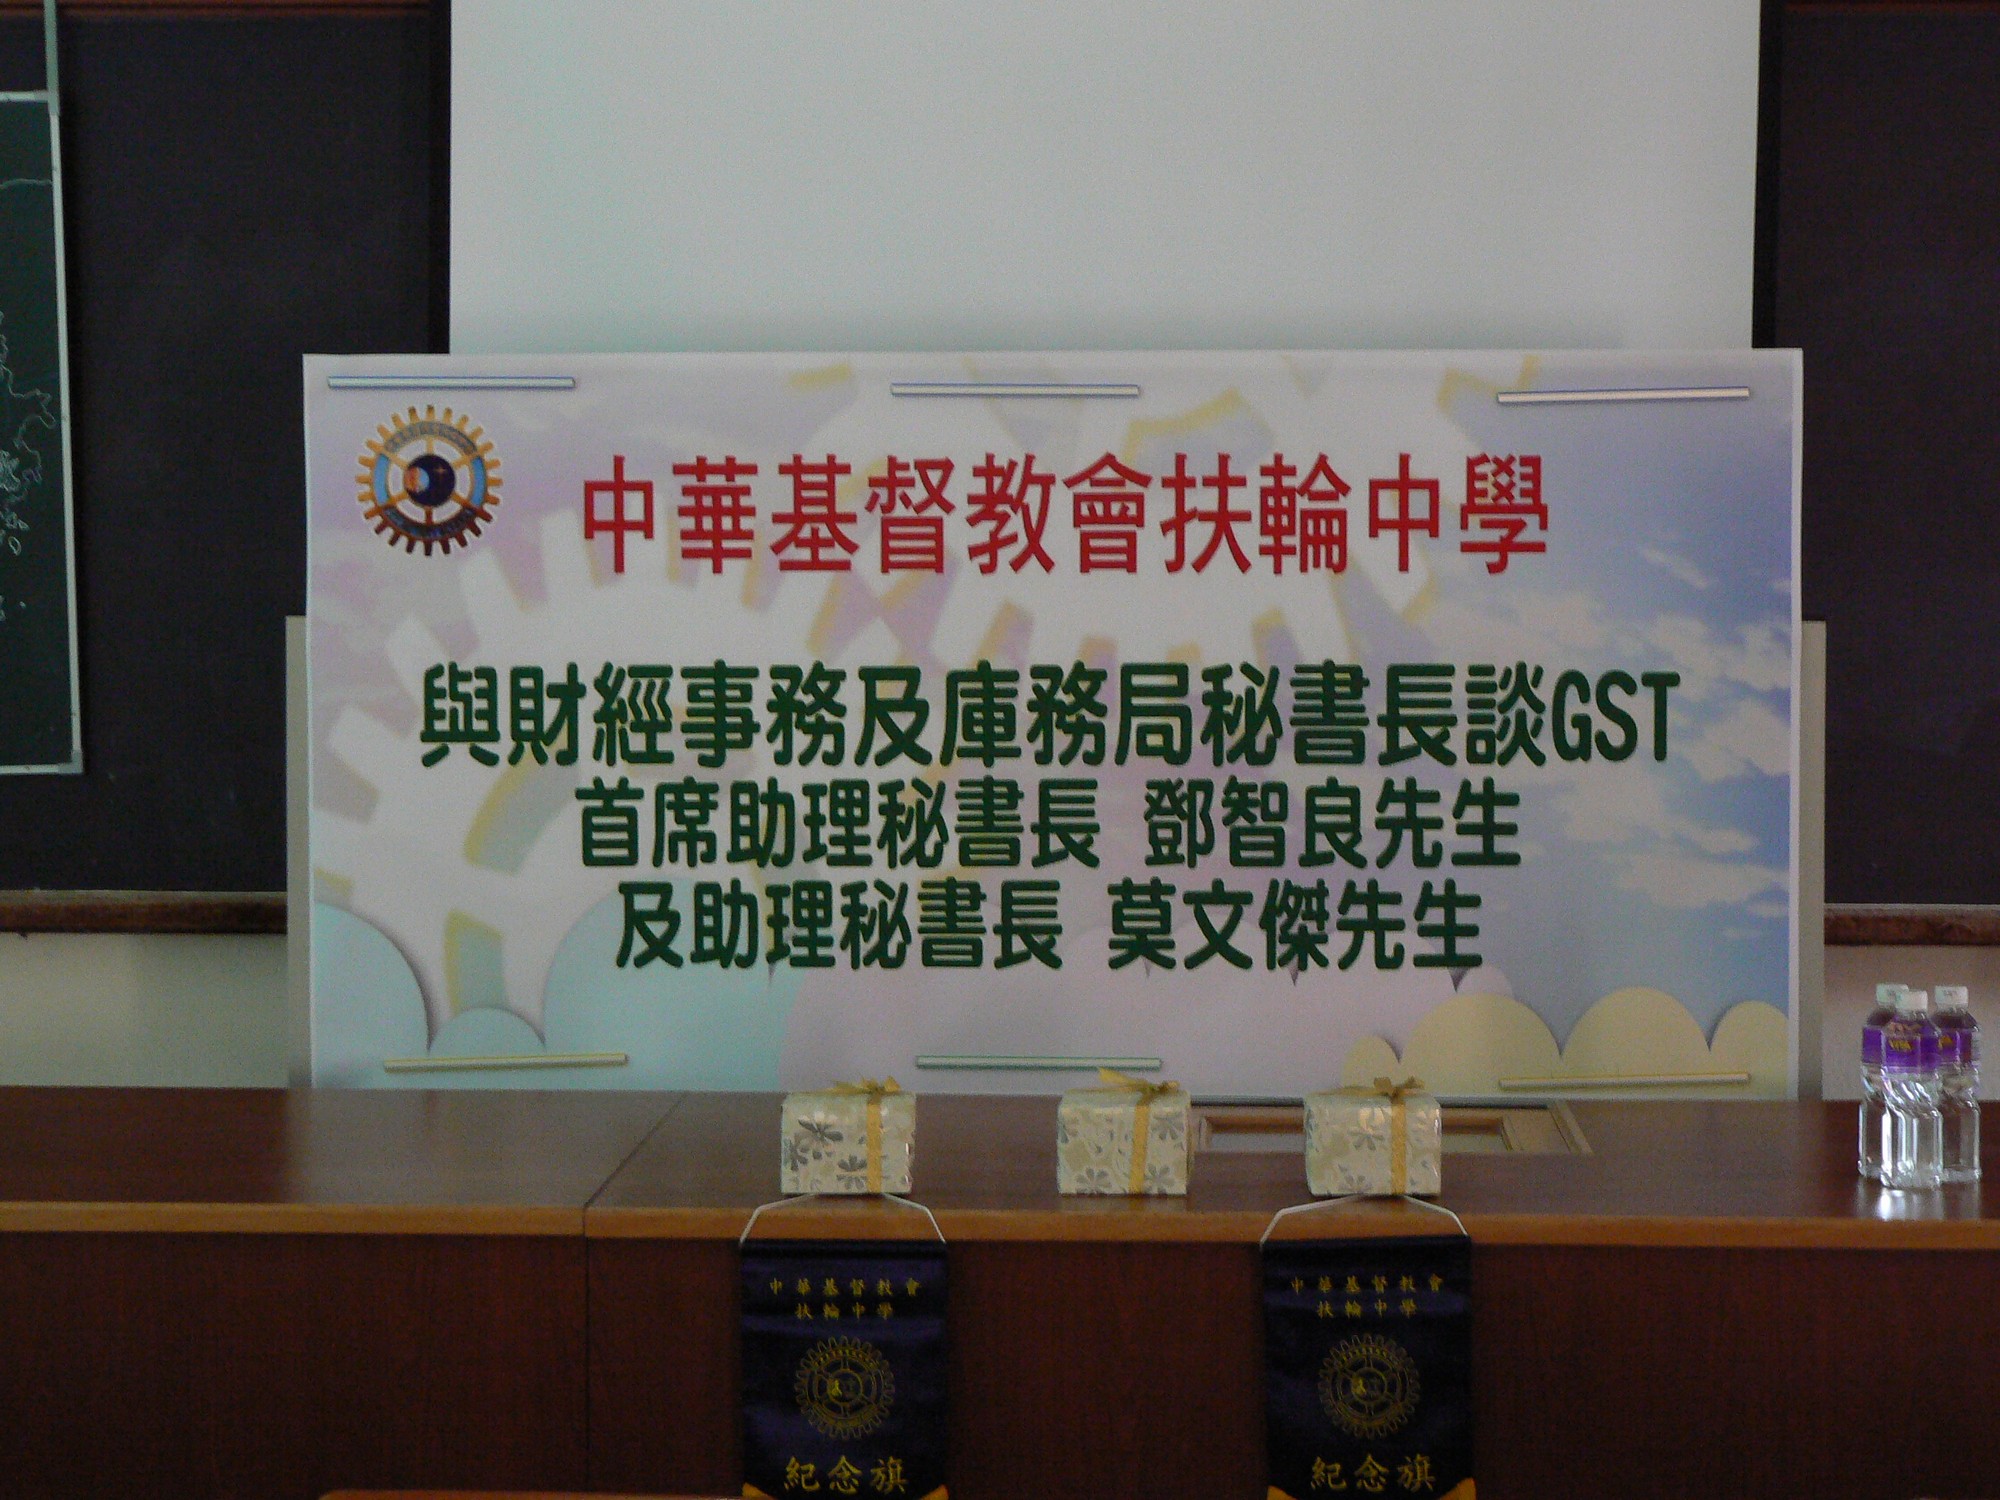 中華基督教會扶輪中學
與財經事務及庫務局秘書長談GST
首席助理秘書長 鄧智良先生
及助理秘書長 莫文傑先生
中華基督教會
扶輪中學
紀念旗
中華基督教會
扶輪中學
紀念旗